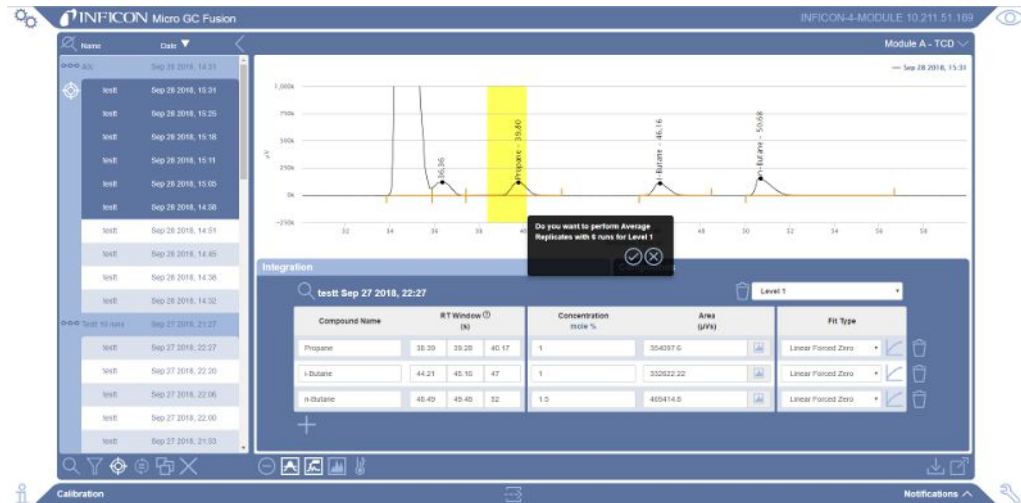 INFICON Micro GC Fusion
INFICON-4-MODULE 10.211.51.169
Name Date ▼
Module A - TCD
Abc Sep 28 2018, 14:31
Sep 28 2018, 15:31
testt Sep 28 2018, 15:31
testt Sep 28 2018, 15:25
testt Sep 28 2018, 15:18
testt Sep 28 2018, 15:11
testt Sep 28 2018, 15:05
testt Sep 28 2018, 14:58
testt Sep 28 2018, 14:51
testt Sep 28 2018, 14:45
testt Sep 28 2018, 14:38
testt Sep 28 2018, 14:32
Testt 10 runs Sep 27 2018, 21:27
testt Sep 27 2018, 22:27
testt Sep 27 2018, 22:20
testt Sep 27 2018, 22:06
testt Sep 27 2018, 22:00
testt Sep 27 2018, 21:53
1,000k
750k
500k
250k
0k
-250k
µV
36.36
Propane - 39.80
i-Butane - 46.16
n-Butane - 50.68
32 34 36 38 40 48 50 52 54 56 58
Do you want to perform Average
Replicates with 6 runs for Level 1
Integration
testt Sep 27 2018, 22:27
Level 1
Compound Name
RT Window ?
(s)
Concentration
mole %
Area
(µVs)
Fit Type
Propane 38.39 39.28 40.17 1 354097.6 Linear Forced Zero
i-Butane 44.21 45.16 47 1 332622.22 Linear Forced Zero
n-Butane 48.49 49.48 52 1.5 469414.8 Linear Forced Zero
Calibration
Notifications